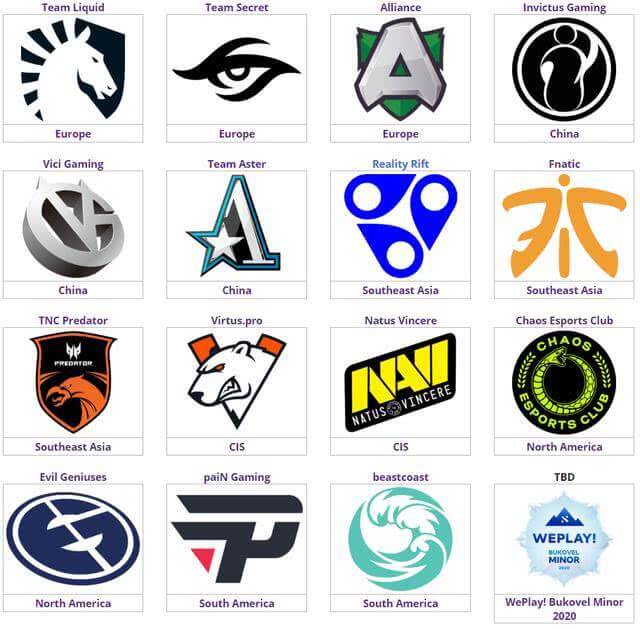 Team Liquid
Team Secret
Alliance
Invictus Gaming
Europe
Europe
Europe
China
Vici Gaming
Team Aster
Reality Rift
Fnatic
China
China
Southeast Asia
Southeast Asia
TNC Predator
Virtus.pro
Natus Vincere
Chaos Esports Club
PREDATOR
NAVI
NATUS VINCERE
CHAOS
ESPORTS CLUB
Southeast Asia
CIS
CIS
North America
Evil Geniuses
paiN Gaming
beastcoast
TBD
WEPLAY!
BUKOVEL
MINOR
2020
North America
South America
South America
WePlay! Bukovel Minor
2020